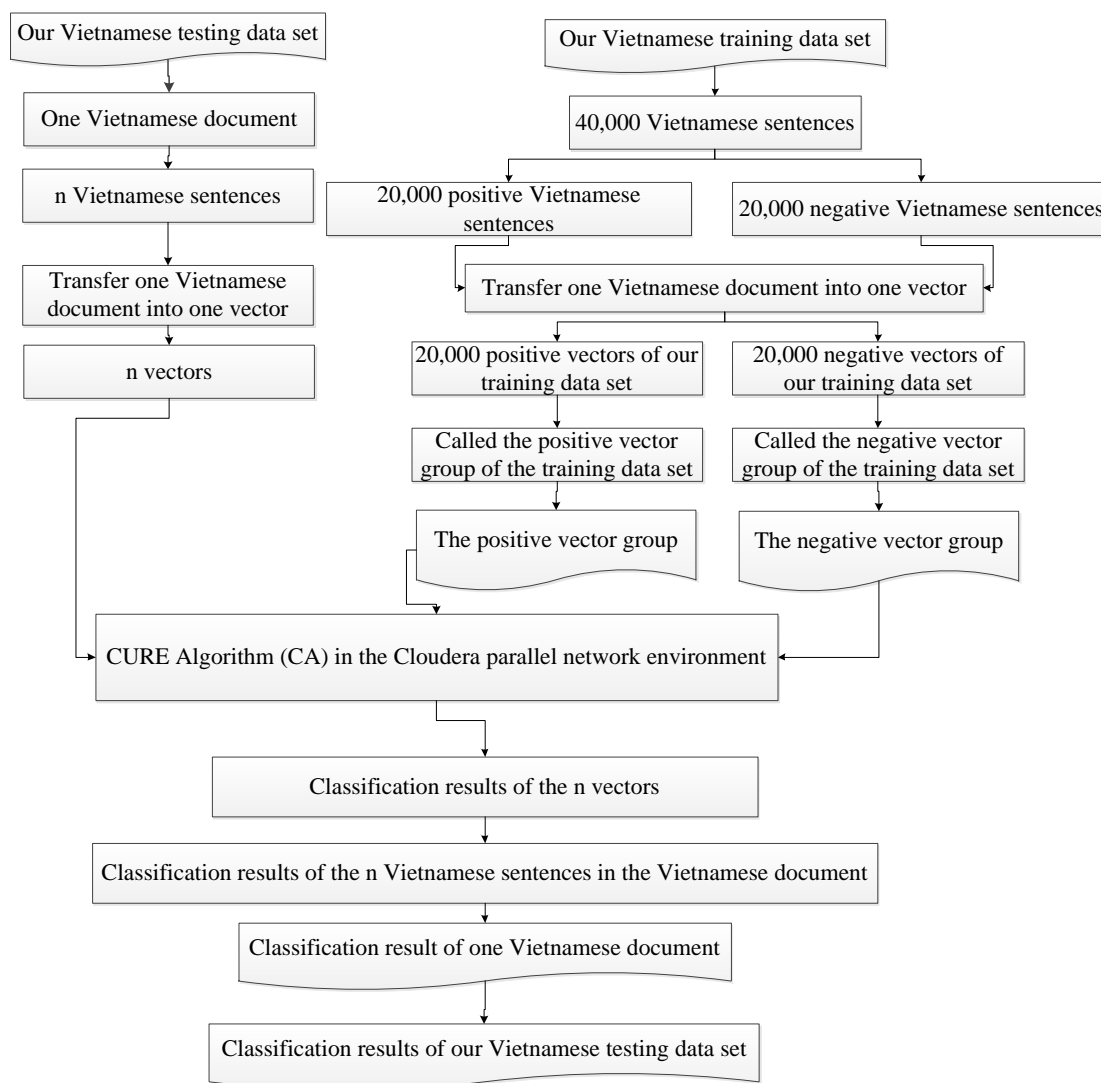 Our Vietnamese testing data set
One Vietnamese document
n Vietnamese sentences
Transfer one Vietnamese
document into one vector
n vectors
Our Vietnamese training data set
40,000 Vietnamese sentences
20,000 positive Vietnamese
sentences
20,000 negative Vietnamese sentences
Transfer one Vietnamese document into one vector
20,000 positive vectors of our
training data set
20,000 negative vectors of
our training data set
Called the positive vector
group of the training data set
Called the negative vector
group of the training data set
The positive vector group
The negative vector group
CURE Algorithm (CA) in the Cloudera parallel network environment
Classification results of the n vectors
Classification results of the n Vietnamese sentences in the Vietnamese document
Classification result of one Vietnamese document
Classification results of our Vietnamese testing data set